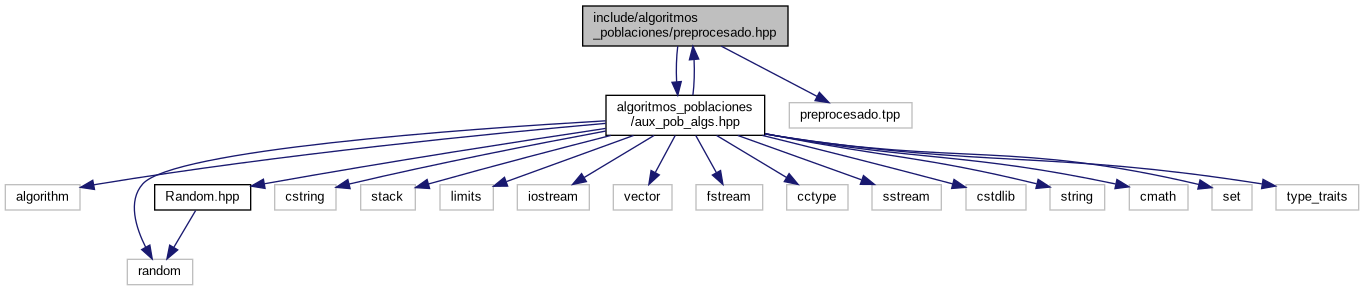 include/algoritmos
_poblaciones/preprocesado.hpp
algoritmos_poblaciones
/aux_pob_algs.hpp
preprocesado.tpp
algorithm
Random.hpp
cstring
stack
limits
iostream
vector
fstream
cctype
sstream
cstdlib
string
cmath
set
type_traits
random